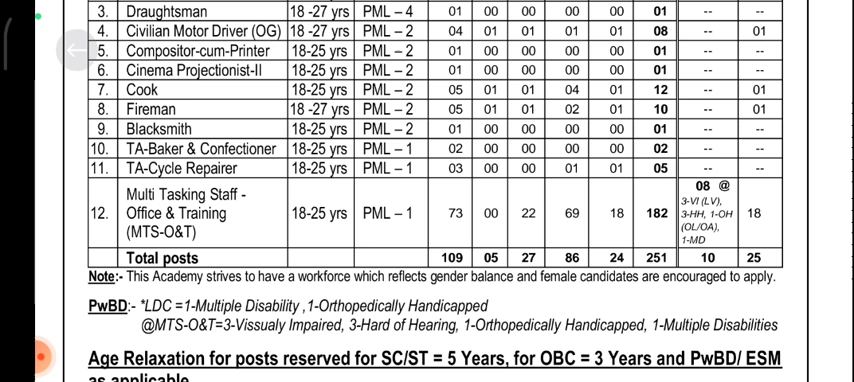 3. Draughtsman 18 -27 yrs PML – 4 01 00 00 00 00 01 -- --
4. Civilian Motor Driver (OG) 18 -27 yrs PML – 2 04 01 01 01 01 08 -- 01
5. Compositor-cum-Printer 18-25 yrs PML – 2 01 00 00 00 00 01 -- --
6. Cinema Projectionist-II 18-25 yrs PML – 2 01 00 00 00 00 01 -- --
7. Cook 18-25 yrs PML – 2 05 01 01 04 01 12 -- 01
8. Fireman 18 -27 yrs PML – 2 05 01 01 02 01 10 -- 01
9. Blacksmith 18-25 yrs PML – 2 01 00 00 00 00 01 -- --
10. TA-Baker & Confectioner 18-25 yrs PML – 1 02 00 00 00 00 02 -- --
11. TA-Cycle Repairer 18-25 yrs PML – 1 03 00 00 01 01 05 -- --
12. Multi Tasking Staff - Office & Training (MTS-O&T) 18-25 yrs PML – 1 73 00 22 69 18 182 08 @ 3-VI (LV), 3-HH, 1-OH (OL/OA), 1-MD 18
Total posts 109 05 27 86 24 251 10 25
Note:- This Academy strives to have a workforce which reflects gender balance and female candidates are encouraged to apply.
PwBD:- *LDC =1-Multiple Disability ,1-Orthopedically Handicapped
@MTS-O&T=3-Vissualy Impaired, 3-Hard of Hearing, 1-Orthopedically Handicapped, 1-Multiple Disabilities
Age Relaxation for posts reserved for SC/ST = 5 Years, for OBC = 3 Years and PwBD/ ESM
as applicable